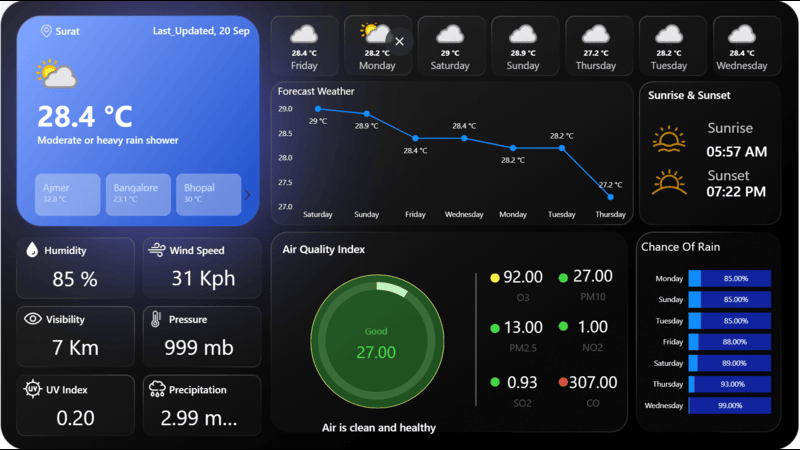 Surat
Last_Updated, 20 Sep
28.4 °C
Moderate or heavy rain shower
Ajmer
32.8 °C
Bangalore
23.1 °C
Bhopal
30 °C
28.4 °C
Friday
28.2 °C
Monday
29 °C
Saturday
28.9 °C
Sunday
27.2 °C
Thursday
28.2 °C
Tuesday
28.4 °C
Wednesday
Forecast Weather
29.0
28.5
28.0
27.5
27.0
29 °C
28.9 °C
28.4 °C
28.4 °C
28.2 °C
28.2 °C
27.2 °C
Saturday
Sunday
Friday
Wednesday
Monday
Tuesday
Thursday
Sunrise & Sunset
Sunrise
05:57 AM
Sunset
07:22 PM
Humidity
85 %
Wind Speed
31 Kph
Visibility
7 Km
Pressure
999 mb
UV
UV Index
0.20
Precipitation
2.99 m...
Air Quality Index
Good
27.00
Air is clean and healthy
92.00
O3
27.00
PM10
13.00
PM2.5
1.00
NO2
0.93
SO2
307.00
CO
Chance Of Rain
Monday 85.00%
Sunday 85.00%
Tuesday 85.00%
Friday 88.00%
Saturday 89.00%
Thursday 93.00%
Wednesday 99.00%